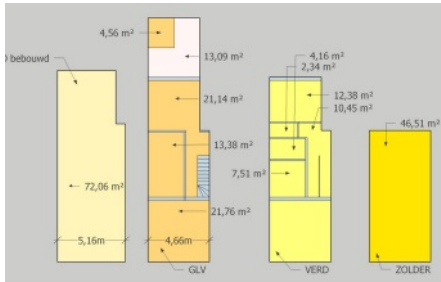 4,56 m²
4,16 m²
2,34 m²
bebouwd
13,09 m²
12,38 m²
21,14 m²
10,45 m²
46,51 m²
13,38 m²
7,51 m²
72,06 m²
21,76 m²
5,16m
4,66m
GLV
VERD
ZOLDER